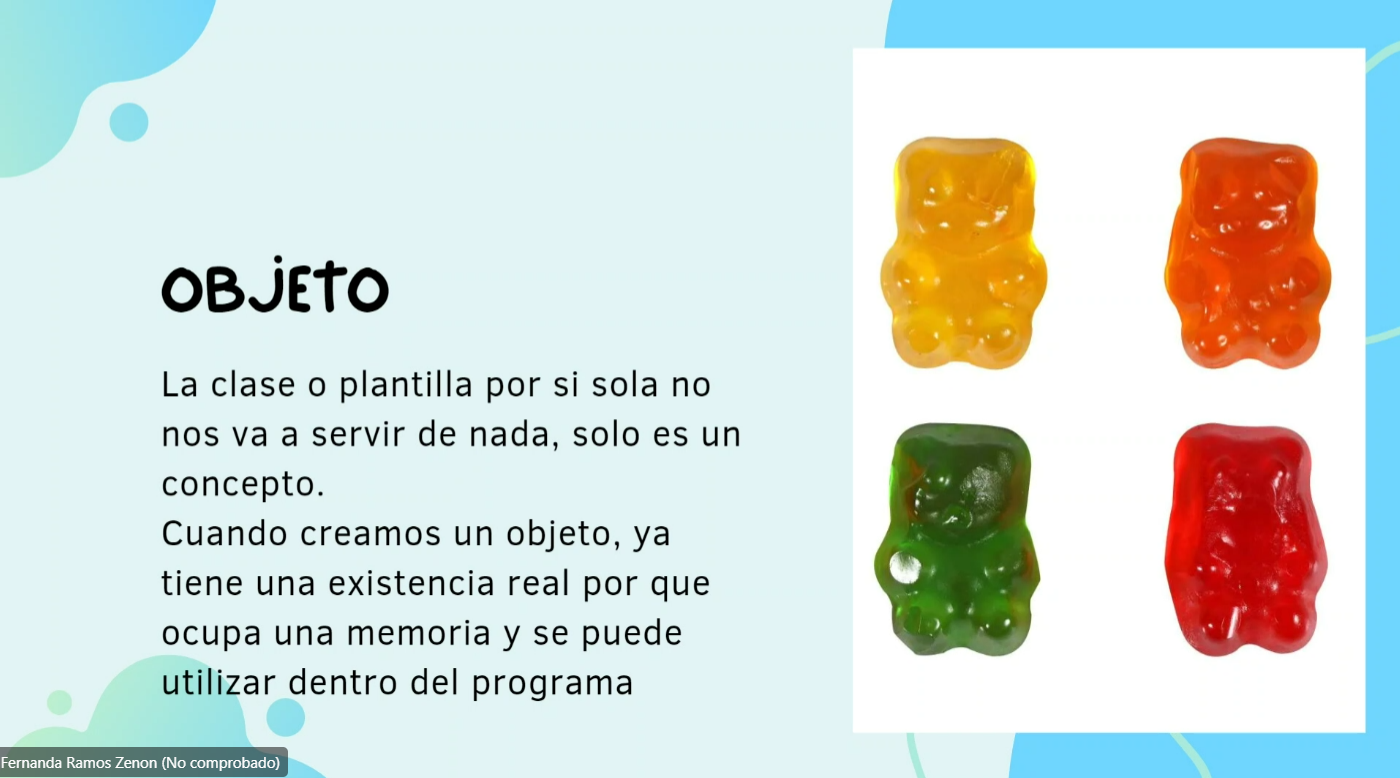 OBJETO
La clase o plantilla por si sola no
nos va a servir de nada, solo es un
concepto.
Cuando creamos un objeto, ya
tiene una existencia real por que
ocupa una memoria y se puede
utilizar dentro del programa
Fernanda Ramos Zenon (No comprobado)